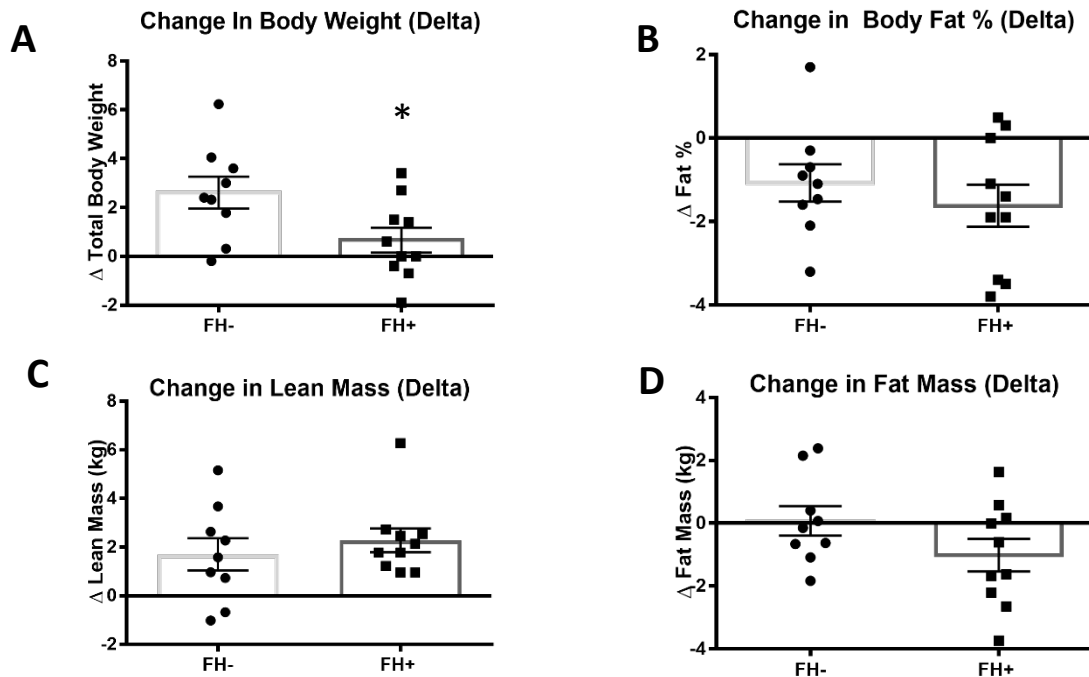 A
Change In Body Weight (Delta)
Δ Total Body Weight
8
6
4
2
0
-2
*
FH-
FH+
B
Change in Body Fat % (Delta)
Δ Fat %
2
0
-2
-4
FH-
FH+
C
Change in Lean Mass (Delta)
Δ Lean Mass (kg)
8
6
4
2
0
-2
FH-
FH+
D
Change in Fat Mass (Delta)
Δ Fat Mass (kg)
4
2
0
-2
-4
FH-
FH+